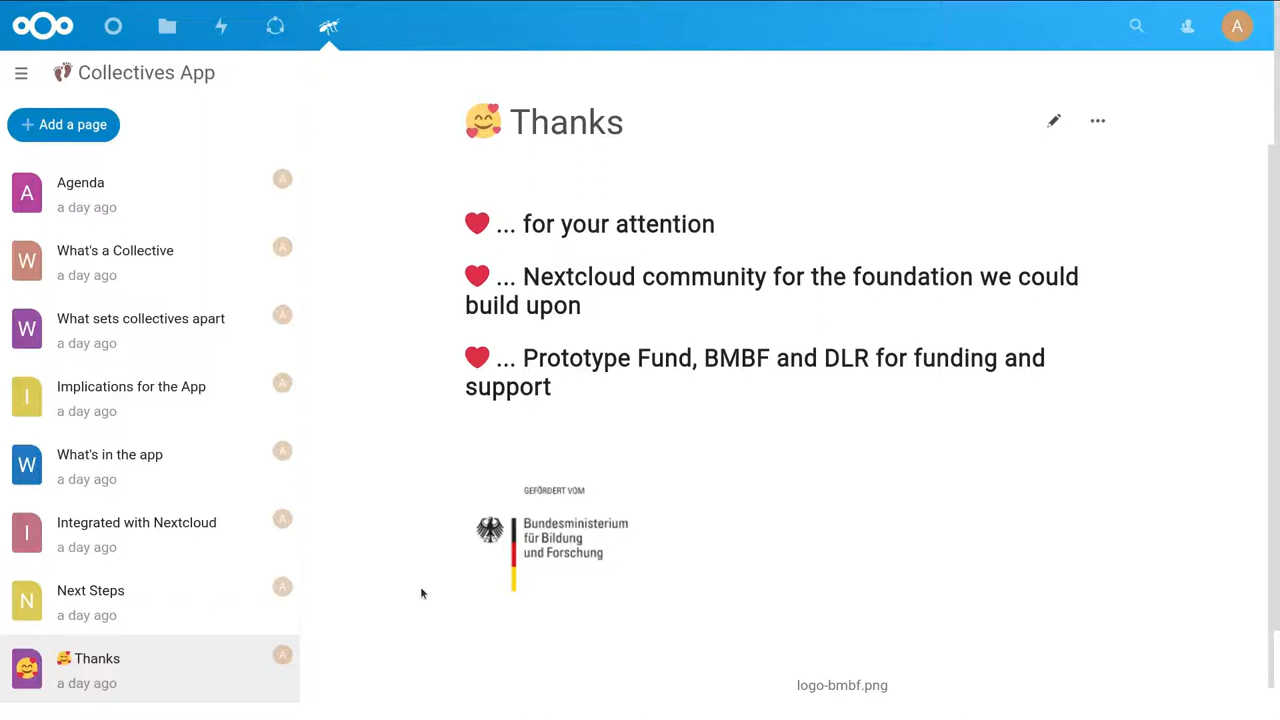 A
👣 Collectives App
+ Add a page
A
Agenda
a day ago
A
W
What's a Collective
a day ago
A
W
What sets collectives apart
a day ago
A
I
Implications for the App
a day ago
A
W
What's in the app
a day ago
A
I
Integrated with Nextcloud
a day ago
A
N
Next Steps
a day ago
A
🥰 Thanks
a day ago
A
🥰 Thanks
❤️ ... for your attention
❤️ ... Nextcloud community for the foundation we could
build upon
❤️ ... Prototype Fund, BMBF and DLR for funding and
support
GEFÖRDERT VOM
Bundesministerium
für Bildung
und Forschung
logo-bmbf.png